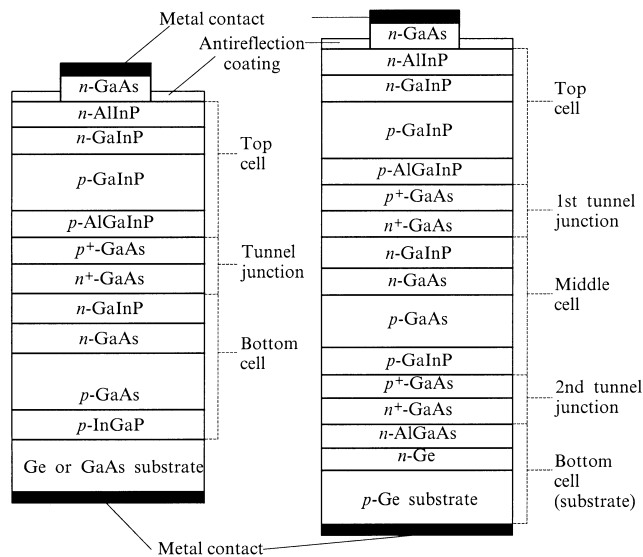 Metal contact
Antireflection
coating
n-GaAs
n-AlInP
n-GaInP
p-GaInP
p-AlGaInP
p+-GaAs
n+-GaAs
n-GaInP
n-GaAs
p-GaAs
p-InGaP
Ge or GaAs substrate
Top
cell
Tunnel
junction
Bottom
cell
n-GaAs
n-AlInP
n-GaInP
p-GaInP
p-AlGaInP
p+-GaAs
n+-GaAs
n-GaInP
n-GaAs
p-GaAs
p-GaInP
p+-GaAs
n+-GaAs
n-AlGaAs
n-Ge
p-Ge substrate
Top
cell
1st tunnel
junction
Middle
cell
2nd tunnel
junction
Bottom
cell
(substrate)
Metal contact